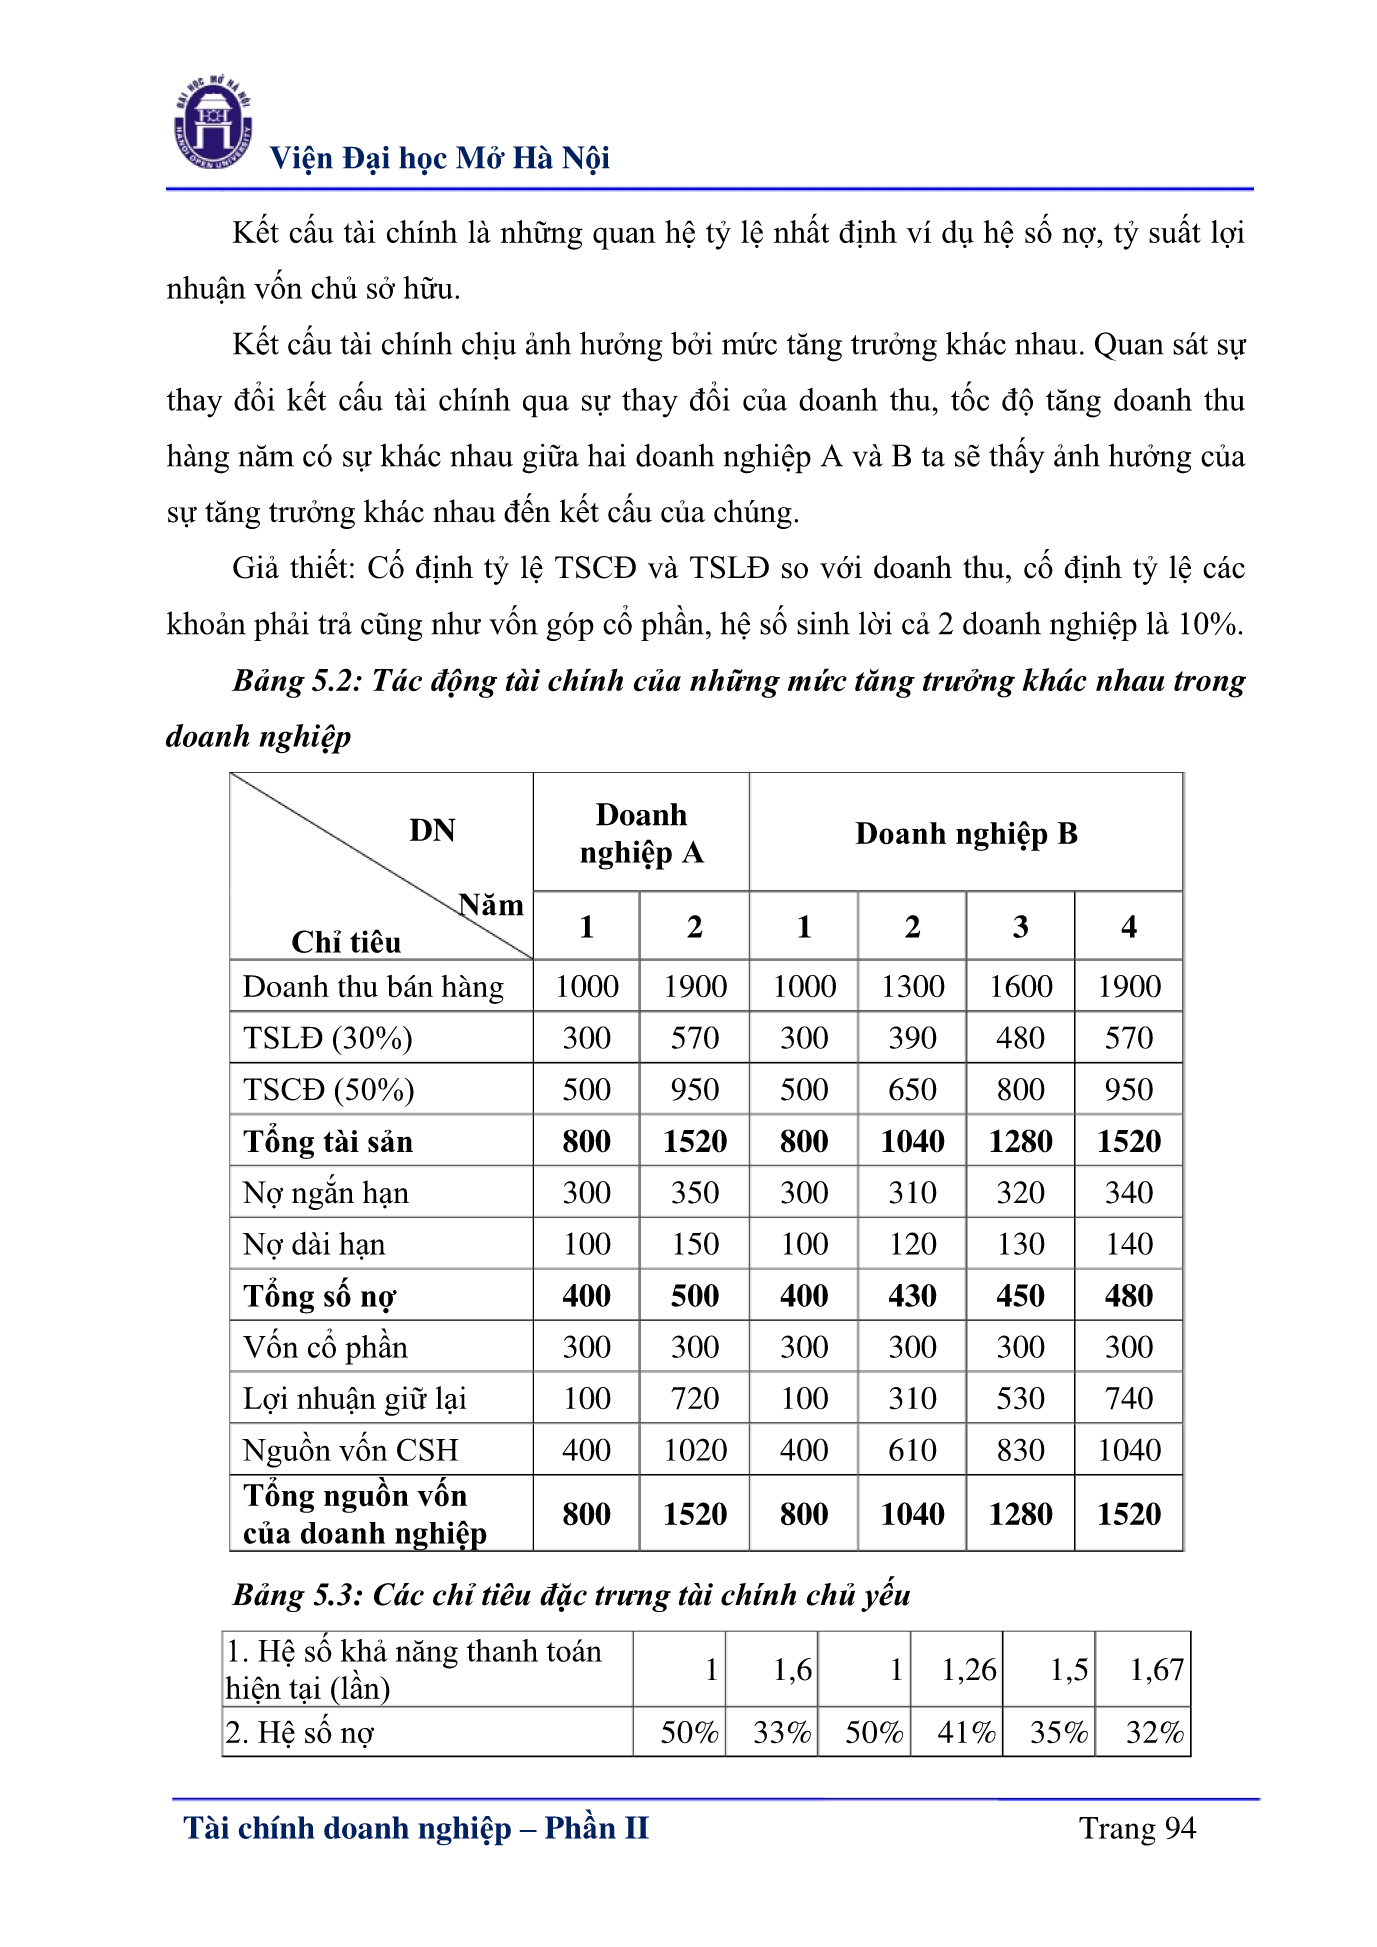 ĐẠI HỌC MỞ HÀ NỘI
HANOI OPEN UNIVERSITY
Viện Đại học Mở Hà Nội
Kết cấu tài chính là những quan hệ tỷ lệ nhất định ví dụ hệ số nợ, tỷ suất lợi
nhuận vốn chủ sở hữu.
Kết cấu tài chính chịu ảnh hưởng bởi mức tăng trưởng khác nhau. Quan sát sự
thay đổi kết cấu tài chính qua sự thay đổi của doanh thu, tốc độ tăng doanh thu
hàng năm có sự khác nhau giữa hai doanh nghiệp A và B ta sẽ thấy ảnh hưởng của
sự tăng trưởng khác nhau đến kết cấu của chúng.
Giả thiết: Cố định tỷ lệ TSCĐ và TSLĐ so với doanh thu, cố định tỷ lệ các
khoản phải trả cũng như vốn góp cổ phần, hệ số sinh lời cả 2 doanh nghiệp là 10%.
Bảng 5.2: Tác động tài chính của những mức tăng trưởng khác nhau trong
doanh nghiệp
DN
Năm
Chỉ tiêu
Doanh
nghiệp A
Doanh nghiệp B
1 2 1 2 3 4
Doanh thu bán hàng 1000 1900 1000 1300 1600 1900
TSLĐ (30%) 300 570 300 390 480 570
TSCĐ (50%) 500 950 500 650 800 950
Tổng tài sản 800 1520 800 1040 1280 1520
Nợ ngắn hạn 300 350 300 310 320 340
Nợ dài hạn 100 150 100 120 130 140
Tổng số nợ 400 500 400 430 450 480
Vốn cổ phần 300 300 300 300 300 300
Lợi nhuận giữ lại 100 720 100 310 530 740
Nguồn vốn CSH 400 1020 400 610 830 1040
Tổng nguồn vốn
của doanh nghiệp 800 1520 800 1040 1280 1520
Bảng 5.3: Các chỉ tiêu đặc trưng tài chính chủ yếu
1. Hệ số khả năng thanh toán
hiện tại (lần) 1 1,6 1 1,26 1,5 1,67
2. Hệ số nợ 50% 33% 50% 41% 35% 32%
Tài chính doanh nghiệp – Phần II Trang 94